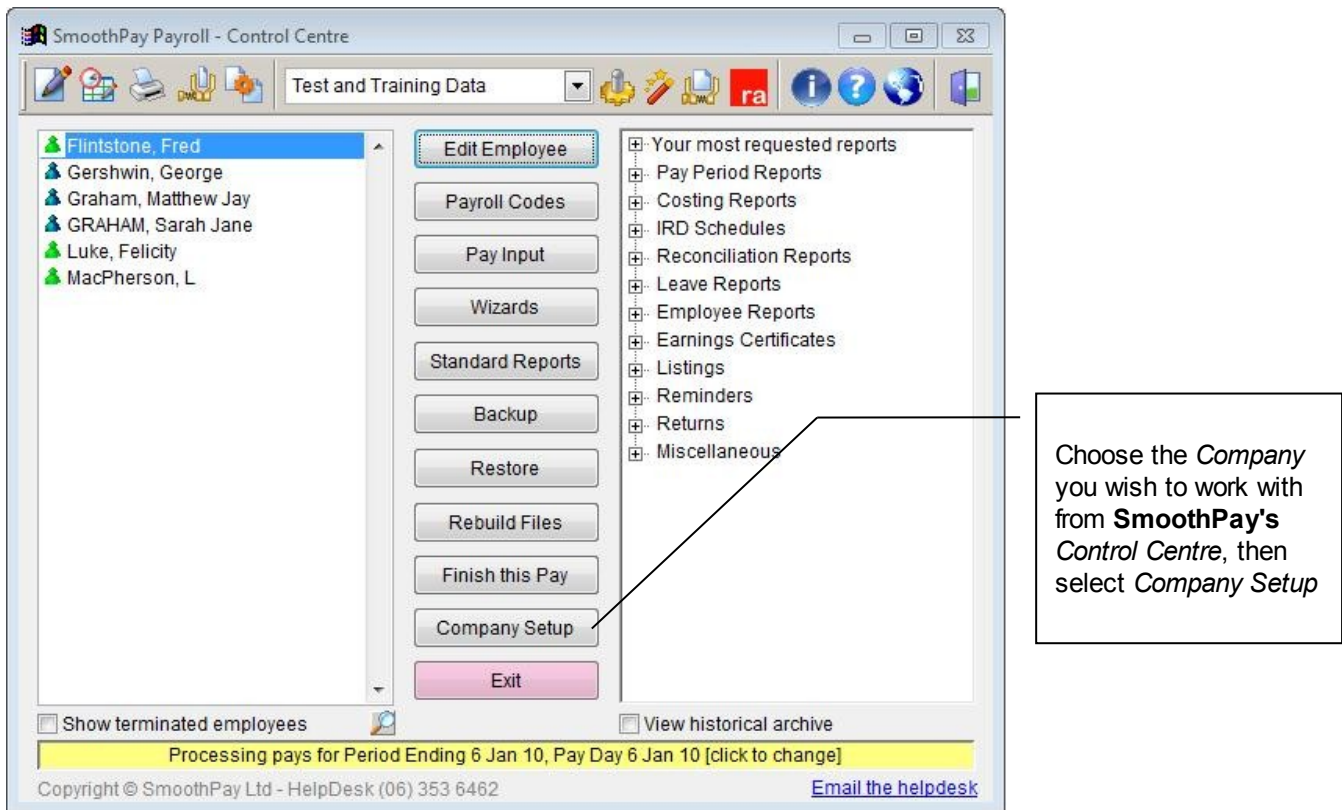 SmoothPay Payroll - Control Centre
Test and Training Data
ra
Flintstone, Fred
Gershwin, George
Graham, Matthew Jay
GRAHAM, Sarah Jane
Luke, Felicity
MacPherson, L
Show terminated employees
Edit Employee
Payroll Codes
Pay Input
Wizards
Standard Reports
Backup
Restore
Rebuild Files
Finish this Pay
Company Setup
Exit
Your most requested reports
Pay Period Reports
Costing Reports
IRD Schedules
Reconciliation Reports
Leave Reports
Employee Reports
Earnings Certificates
Listings
Reminders
Returns
Miscellaneous
View historical archive
Processing pays for Period Ending 6 Jan 10, Pay Day 6 Jan 10 [click to change]
Copyright © SmoothPay Ltd - HelpDesk (06) 353 6462
Email the helpdesk
Choose the Company
you wish to work with
from SmoothPay's
Control Centre, then
select Company Setup